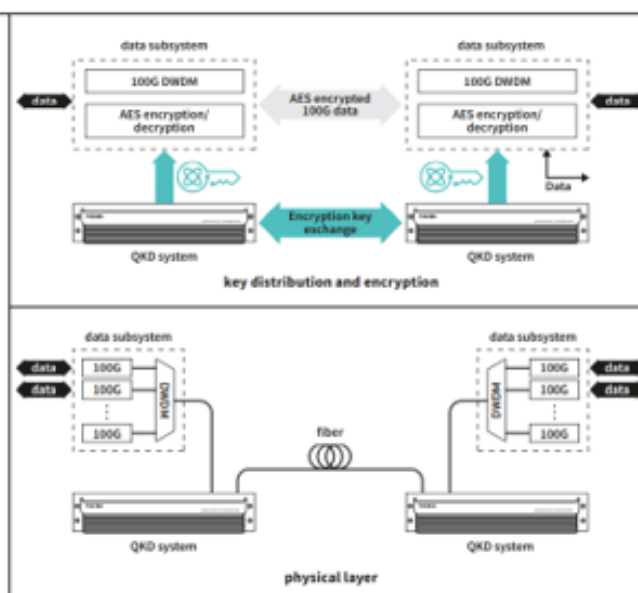 data subsystem
data subsystem
100G DWDM
100G DWDM
data
AES encrypted
100G data
data
AES encryption/
decryption
AES encryption/
decryption
Data
Encryption key
exchange
QKD system
QKD system
key distribution and encryption
data subsystem
data subsystem
data
100G
100G
data
data
100G
DWDM
DWDM
100G
data
100G
fiber
100G
QKD system
QKD system
physical layer